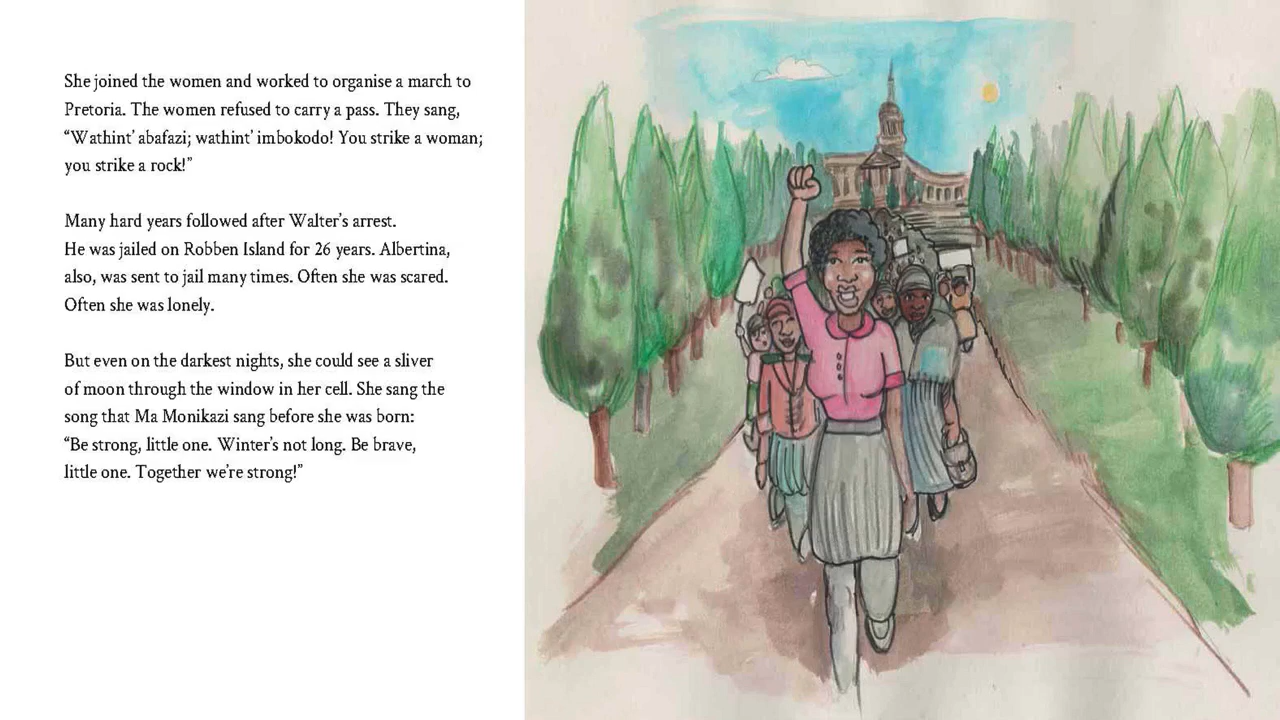 She joined the women and worked to organise a march to
Pretoria. The women refused to carry a pass. They sang,
“Wathint’ abafazi; wathint’ imbokodo! You strike a woman;
you strike a rock!”
Many hard years followed after Walter’s arrest.
He was jailed on Robben Island for 26 years. Albertina,
also, was sent to jail many times. Often she was scared.
Often she was lonely.
But even on the darkest nights, she could see a sliver
of moon through the window in her cell. She sang the
song that Ma Monikazi sang before she was born:
“Be strong, little one. Winter’s not long. Be brave,
little one. Together we’re strong!”